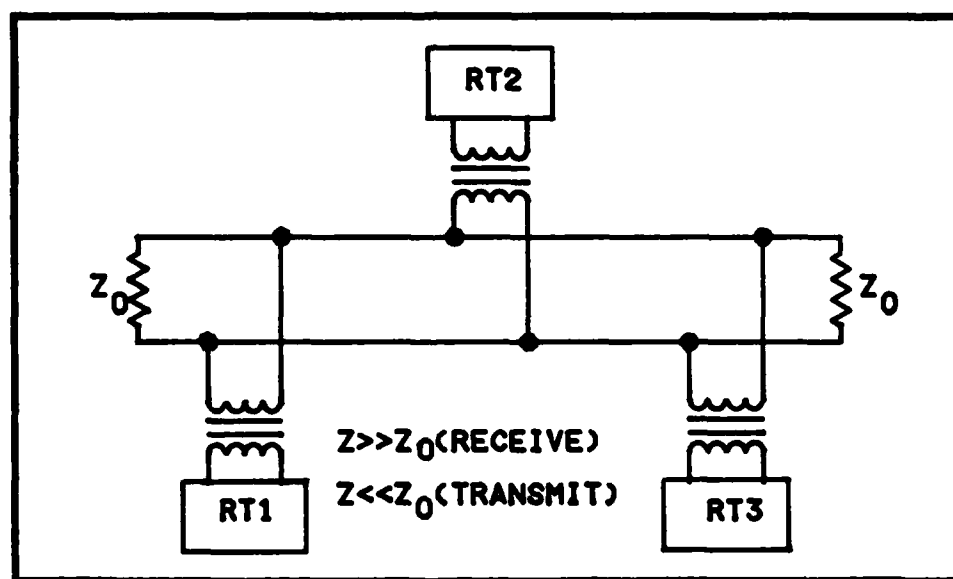 RT2
Z0
Z0
Z>>Z0(RECEIVE)
Z<<Z0(TRANSMIT)
RT1
RT3